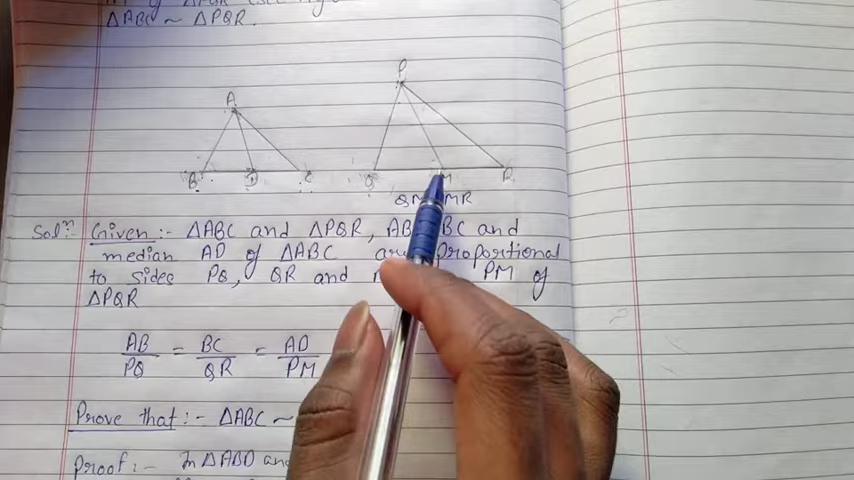 ΔABC ~ ΔPQR.
A
P
B
D
C
Q
M
R
QM MR
Solⁿ:- Given :- ΔABC and ΔPQR, AB BC and
median AD of ΔABC are proportional
to sides PQ, QR and PM of
ΔPQR
AB/PQ = BC/QR = AD/PM
Prove that :- ΔABC ~
Proof :- In ΔABD and